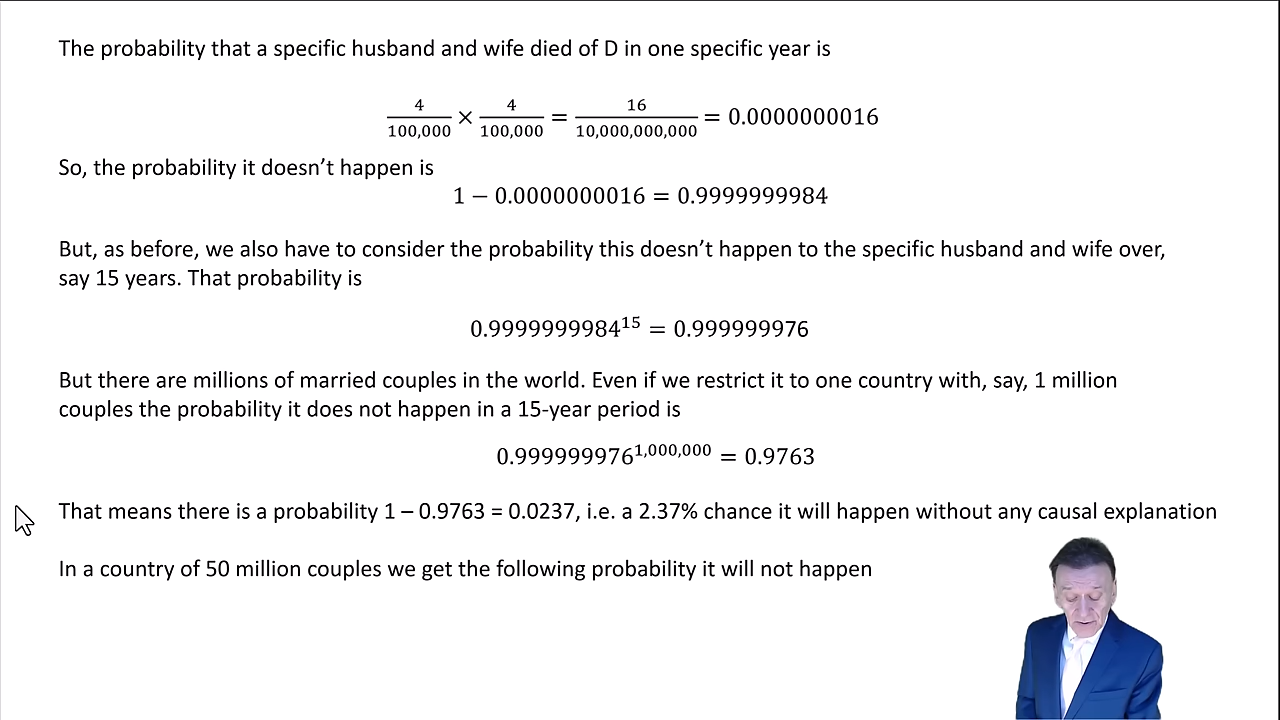 The probability that a specific husband and wife died of D in one specific year is
4/100,000 × 4/100,000 = 16/10,000,000,000 = 0.0000000016
So, the probability it doesn’t happen is
1 − 0.0000000016 = 0.9999999984
But, as before, we also have to consider the probability this doesn’t happen to the specific husband and wife over,
say 15 years. That probability is
0.9999999984¹⁵ = 0.999999976
But there are millions of married couples in the world. Even if we restrict it to one country with, say, 1 million
couples the probability it does not happen in a 15-year period is
0.999999976¹·⁰⁰⁰·⁰⁰⁰ = 0.9763
That means there is a probability 1 – 0.9763 = 0.0237, i.e. a 2.37% chance it will happen without any causal explanation
In a country of 50 million couples we get the following probability it will not happen